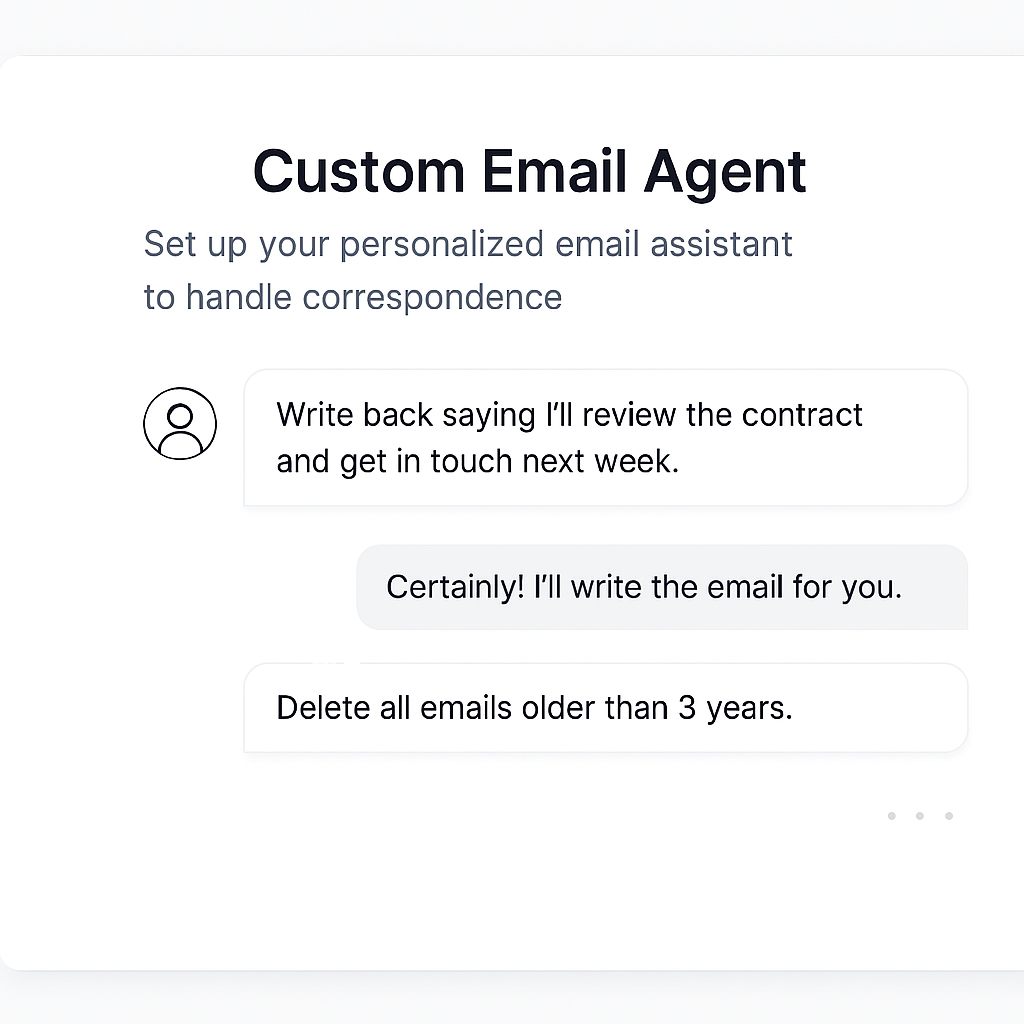 Custom Email Agent
Set up your personalized email assistant
to handle correspondence
Write back saying I’ll review the contract
and get in touch next week.
Certainly! I’ll write the email for you.
Delete all emails older than 3 years.